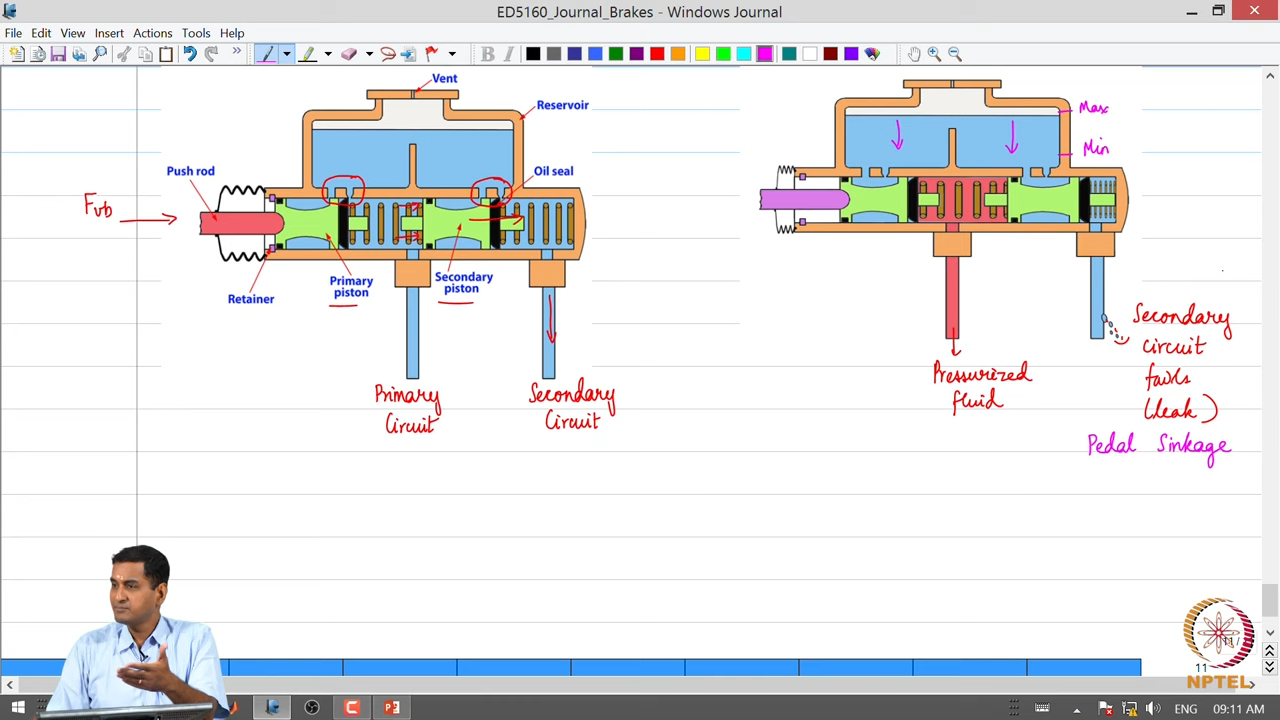 ED5160_Journal_Brakes - Windows Journal
File Edit View Insert Actions Tools Help
Vent
Reservoir
Push rod
Oil seal
Fvb
Primary
piston
Secondary
piston
Retainer
Primary
Circuit
Secondary
Circuit
Max
Min
Pressurized
fluid
Secondary
circuit
fails
(leak)
Pedal Sinkage
11
NPTEL
ENG 09:11 AM